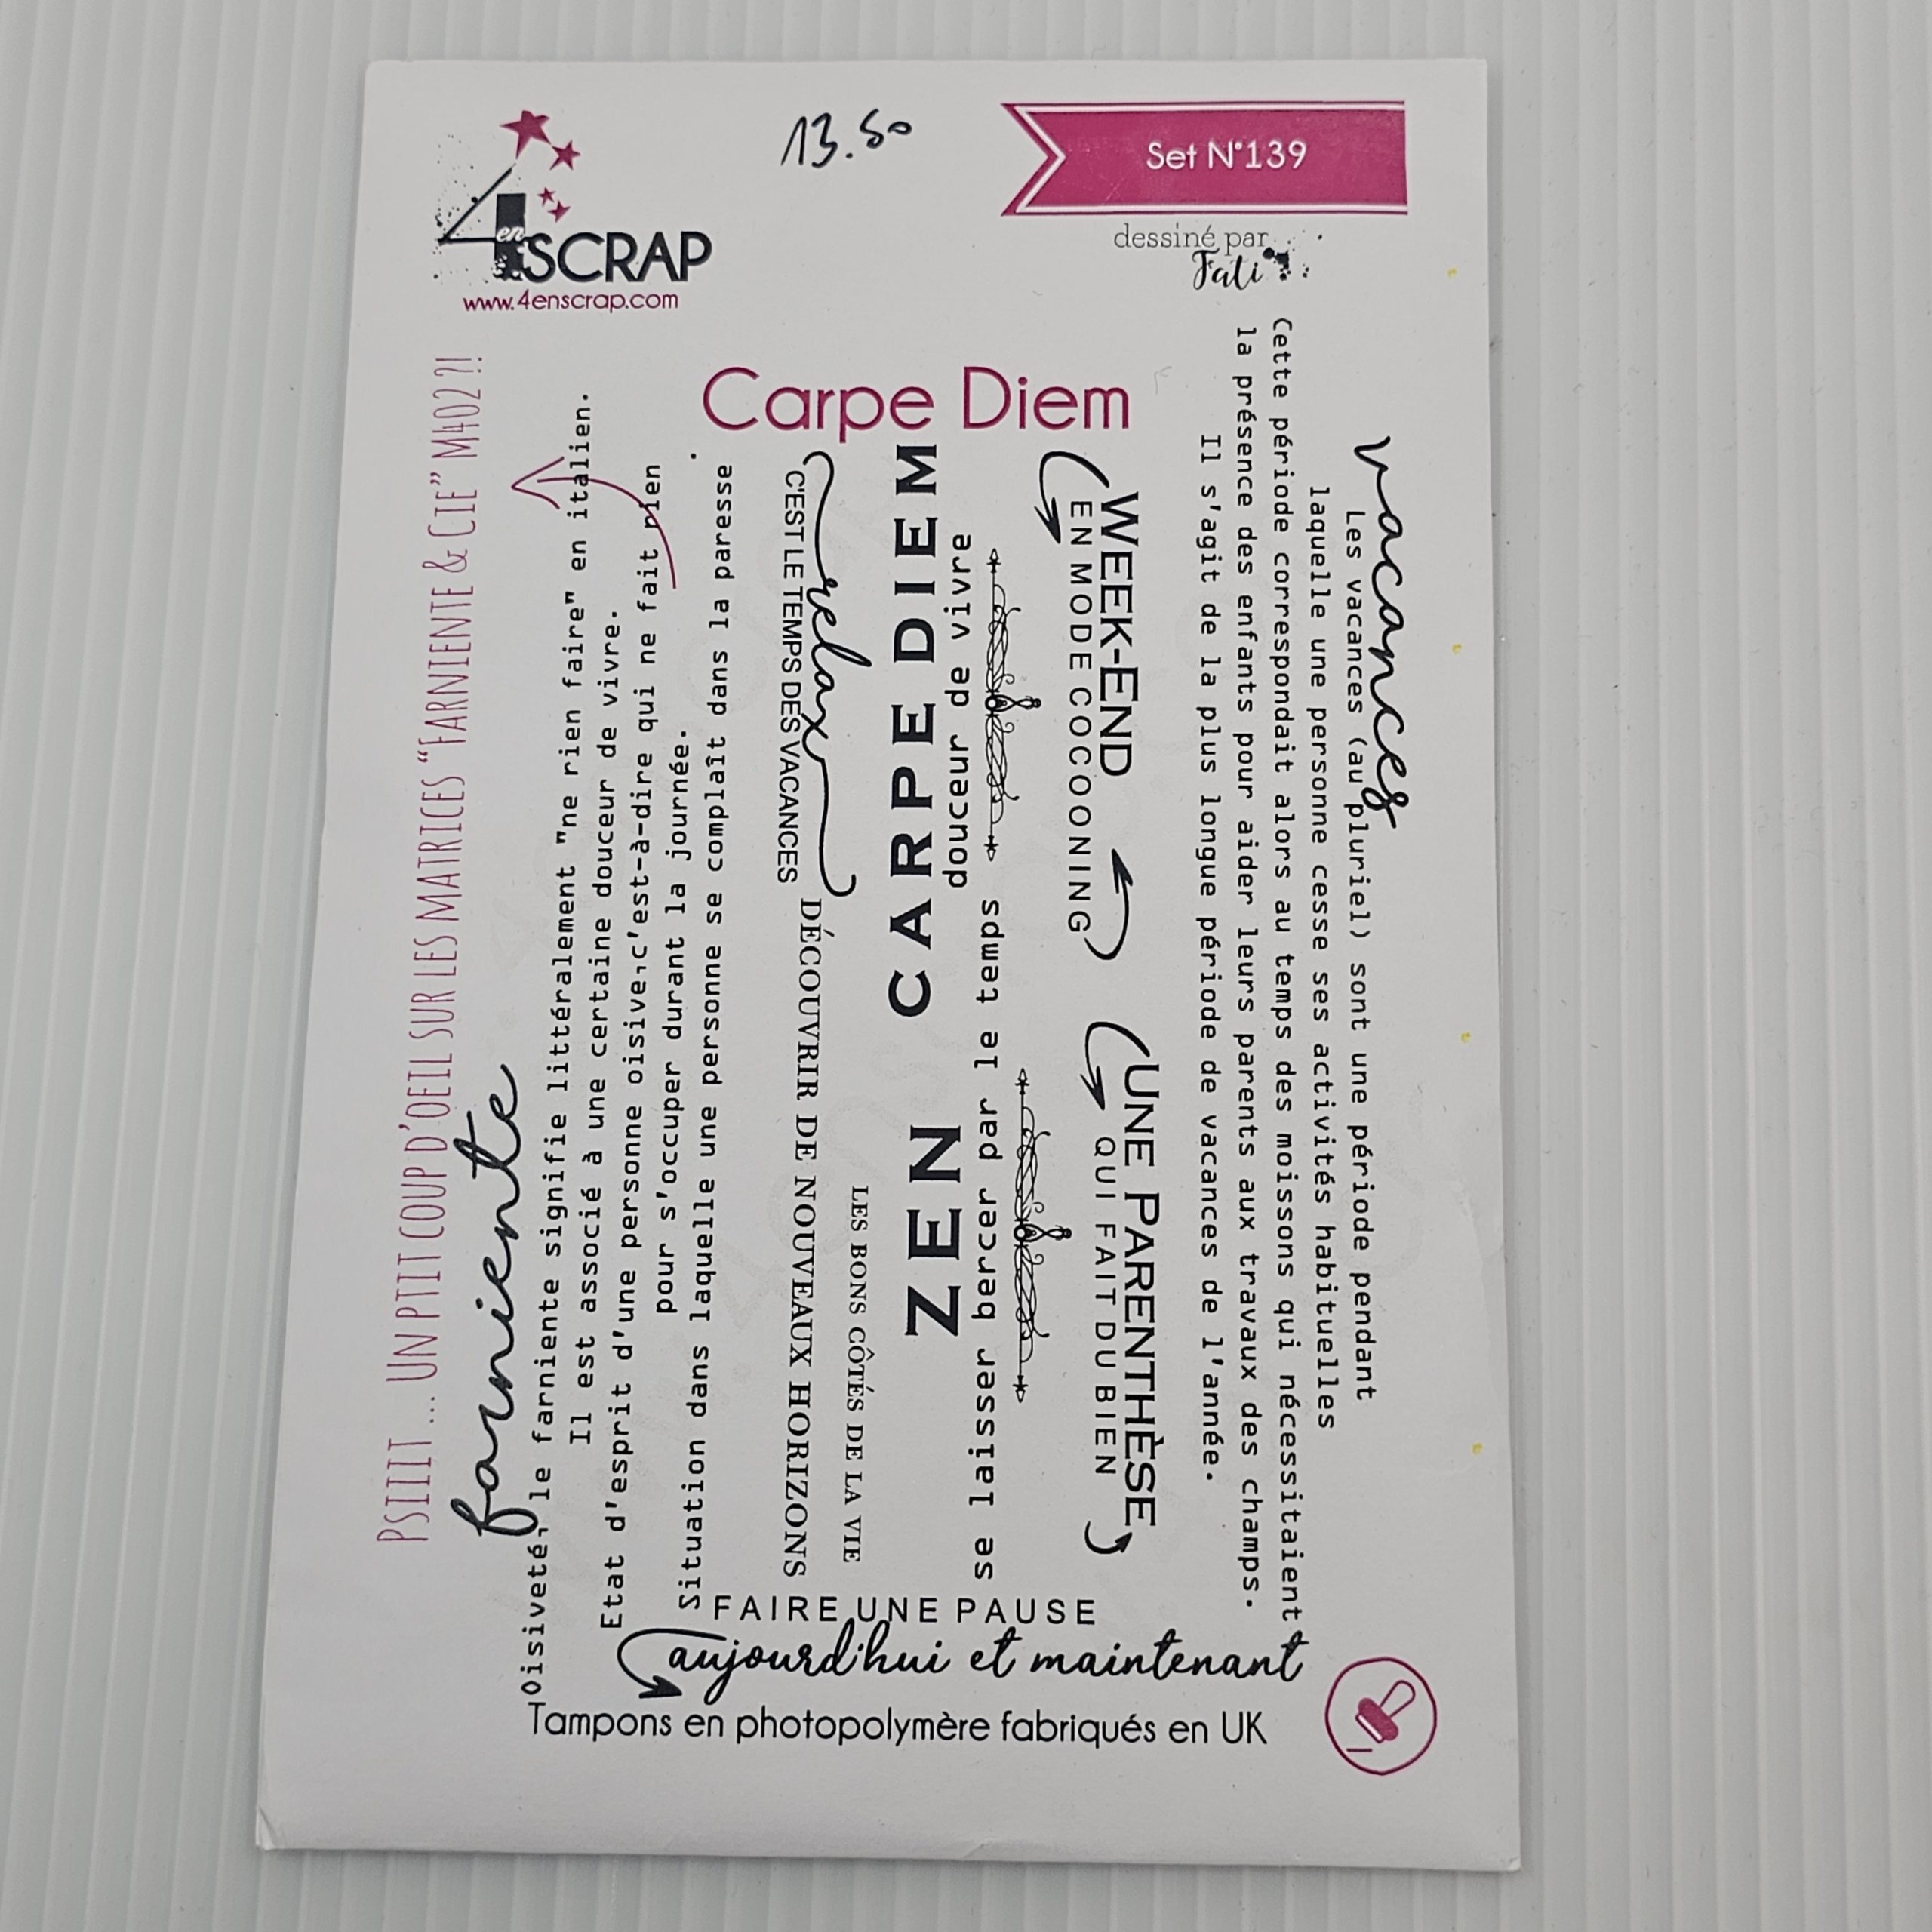 13.50
Set N°139
dessiné par
Tati
4 en SCRAP
www.4enscrap.com
Carpe Diem
PSIIIT ... UN PTIT COUP D'OEIL SUR LES MATRICES "FARNIENTE & CIE" M402 ?!
farniente
Oisiveté, le farniente signifie littéralement "ne rien faire" en italien.
Il est associé à une certaine douceur de vivre.
Etat d'esprit d'une personne oisive,c'est-à-dire qui ne fait rien
pour s'occuper durant la journée.
Situation dans laquelle une personne se complaît dans la paresse.
relax
C'EST LE TEMPS DES VACANCES
DÉCOUVRIR DE NOUVEAUX HORIZONS
LES BONS CÔTÉS DE LA VIE
CARPE DIEM
ZEN
douceur de vivre
se laisser bercer par le temps
WEEK-END
EN MODE COCOONING
UNE PARENTHÈSE
QUI FAIT DU BIEN
vacances
Les vacances (au pluriel) sont une période pendant
laquelle une personne cesse ses activités habituelles
Cette période correspondait alors au temps des moissons qui nécessitaient
la présence des enfants pour aider leurs parents aux travaux des champs.
Il s'agit de la plus longue période de vacances de l'année.
FAIRE UNE PAUSE
aujourd'hui et maintenant
Tampons en photopolymère fabriqués en UK